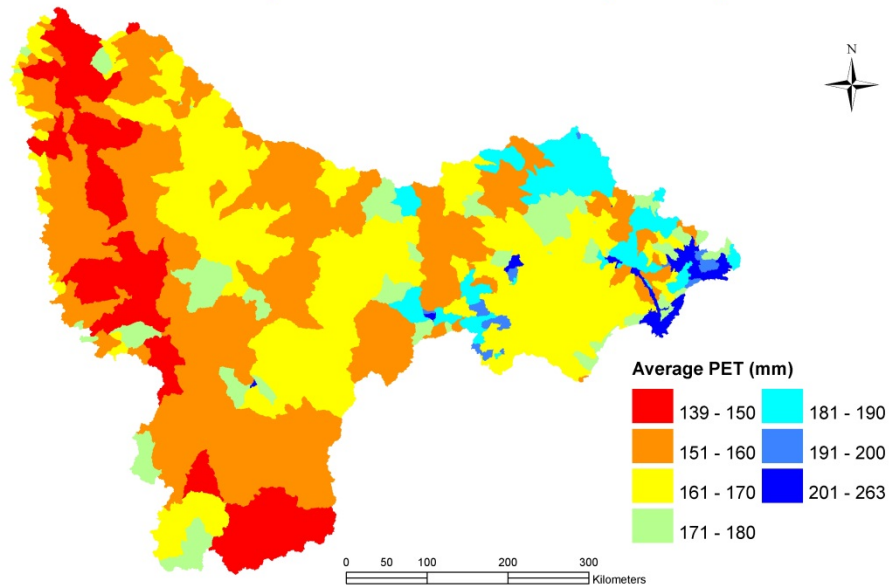 N
Average PET (mm)
139 - 150
181 - 190
151 - 160
191 - 200
161 - 170
201 - 263
171 - 180
0 50 100 200 300
Kilometers